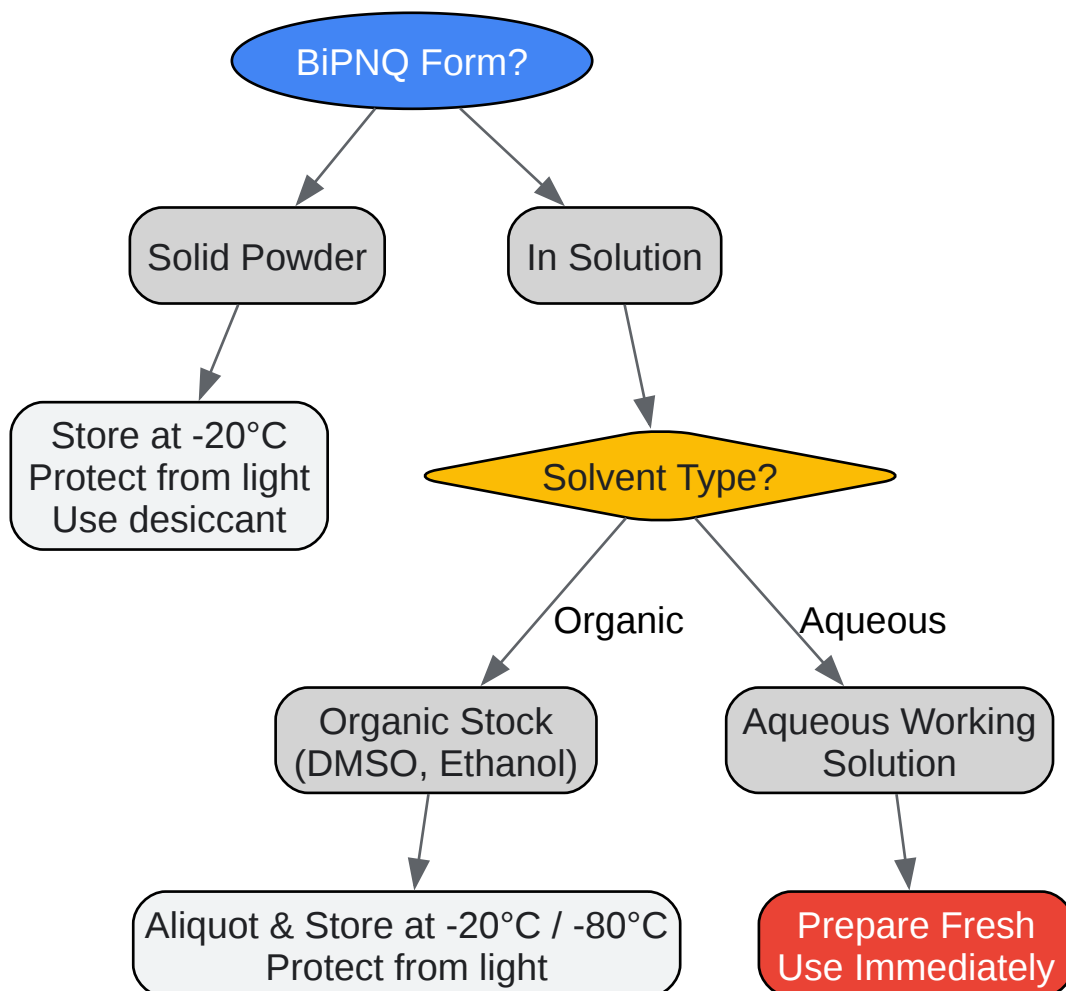 BiPNQ Form?
Solid Powder
In Solution
Store at -20°C
Protect from light
Use desiccant
Solvent Type?
Organic
Aqueous
Organic Stock
(DMSO, Ethanol)
Aqueous Working
Solution
Aliquot & Store at -20°C / -80°C
Protect from light
Prepare Fresh
Use Immediately